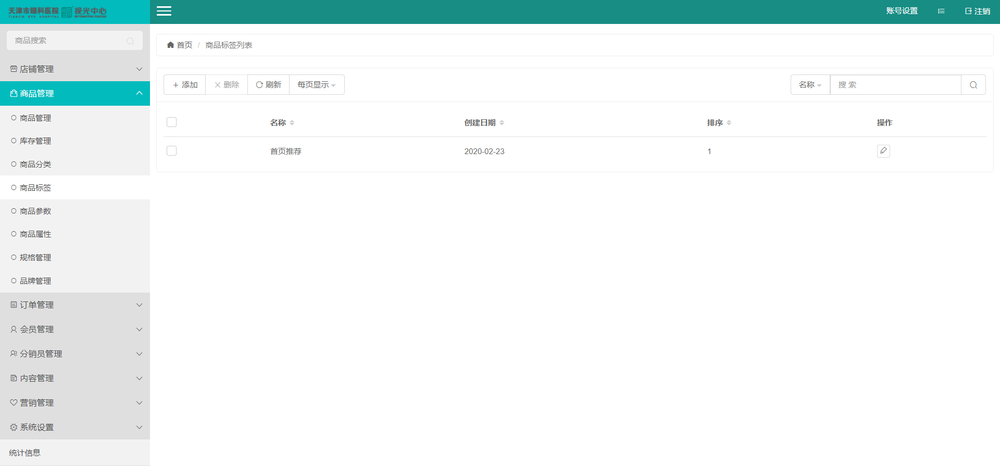 天津市眼科医院 视光中心
TIANJIN EYE HOSPITAL OPTOMETRIC CENTER
账号设置
注销
商品搜索
店铺管理
商品管理
商品管理
库存管理
商品分类
商品标签
商品参数
商品属性
规格管理
品牌管理
订单管理
会员管理
分销员管理
内容管理
营销管理
系统设置
统计信息
首页 / 商品标签列表
添加 删除 刷新 每页显示
名称 搜 索
名称 创建日期 排序 操作
首页推荐 2020-02-23 1